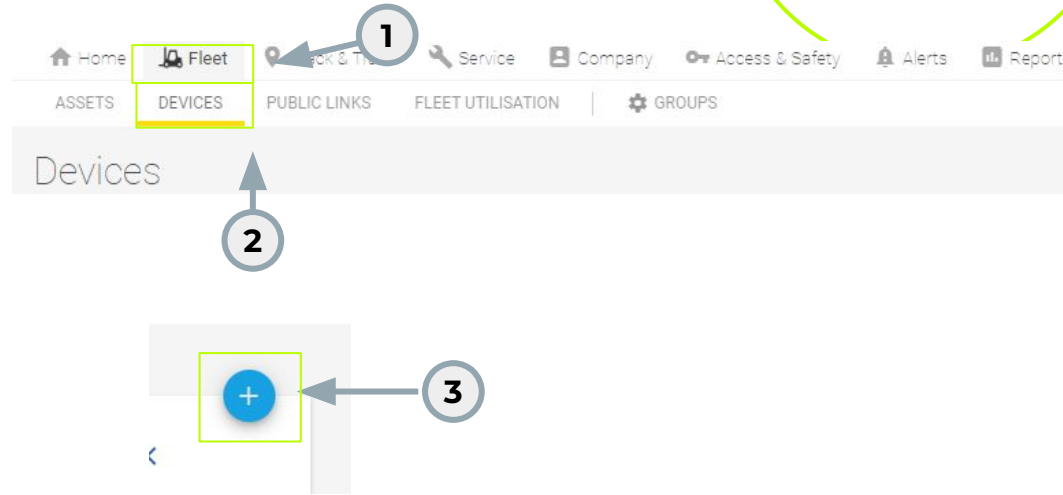 1
Home Fleet Service Company Access & Safety Alerts Report
ASSETS DEVICES PUBLIC LINKS FLEET UTILISATION GROUPS
Devices
2
+
3